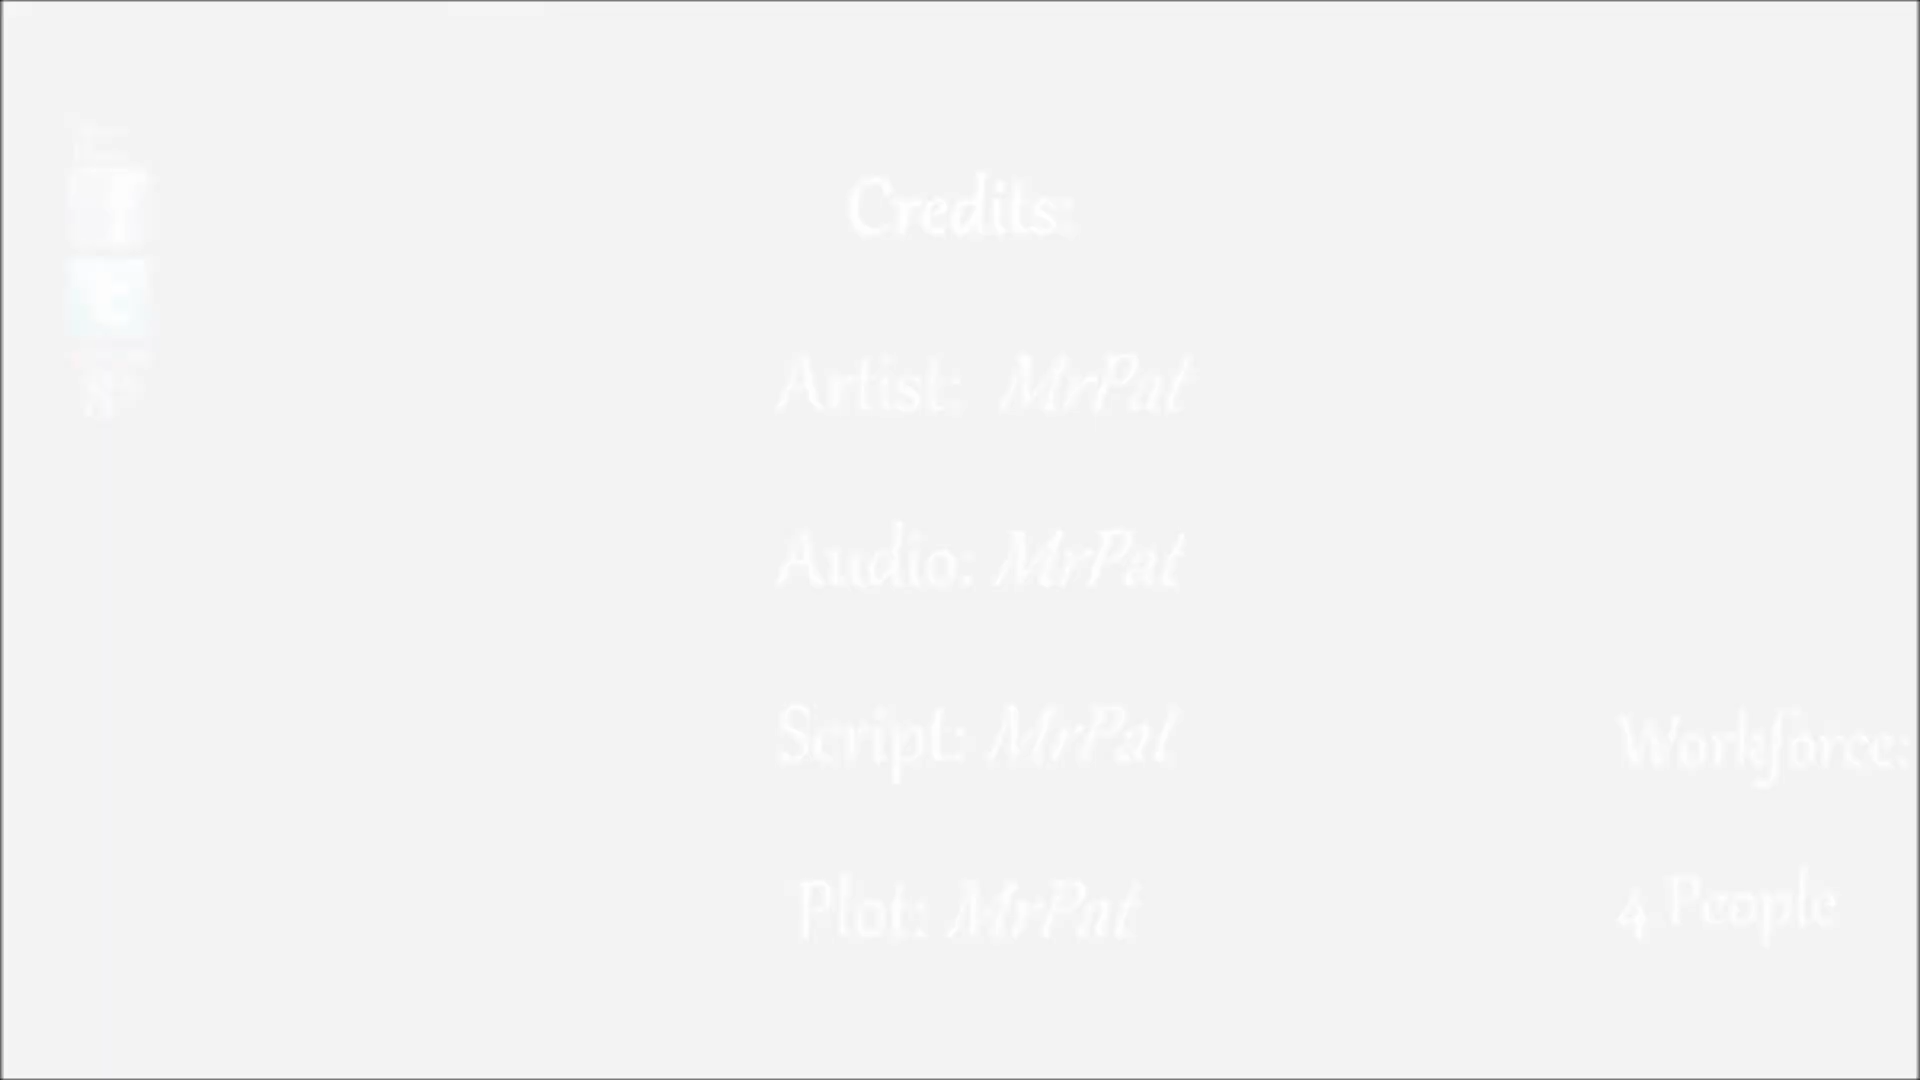 Credits:
Artist: MrPat
Audio: MrPat
Script: MrPat
Plot: MrPat
Workforce:
4 People